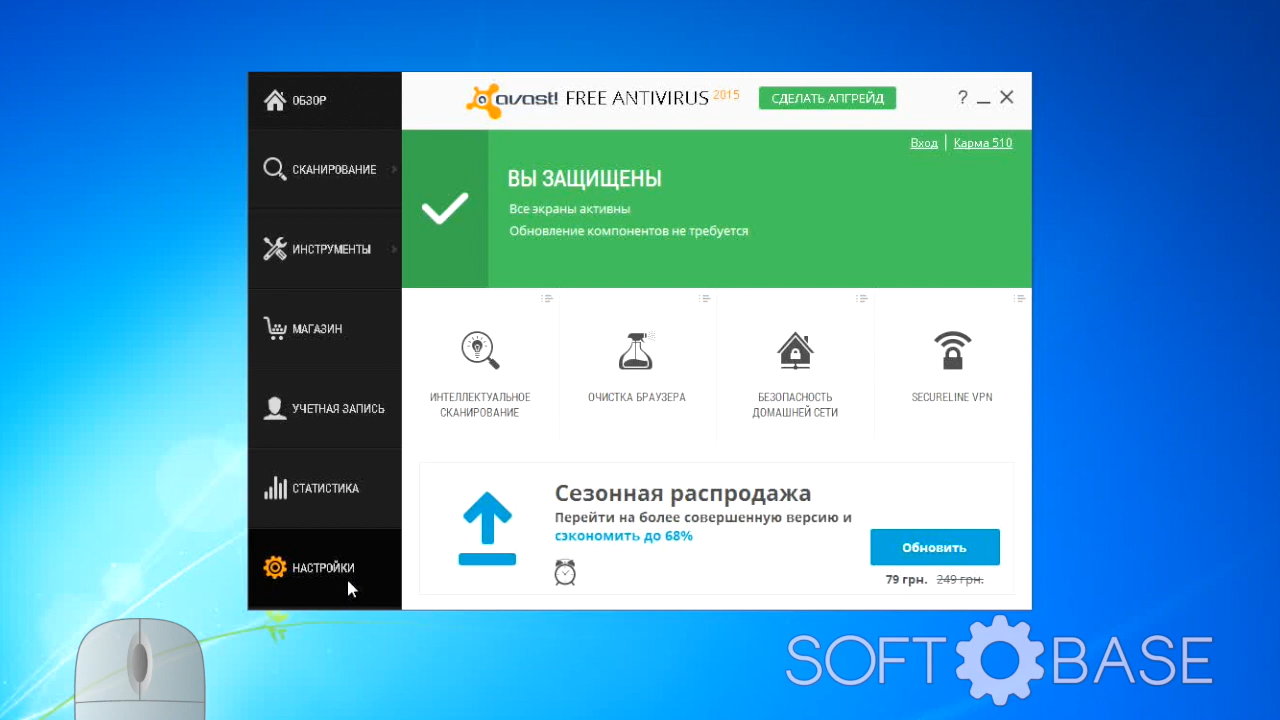 ОБЗОР
СКАНИРОВАНИЕ
ИНСТРУМЕНТЫ
МАГАЗИН
УЧЕТНАЯ ЗАПИСЬ
СТАТИСТИКА
НАСТРОЙКИ
avast! FREE ANTIVIRUS 2015
СДЕЛАТЬ АПГРЕЙД
?
Вход | Карма 510
ВЫ ЗАЩИЩЕНЫ
Все экраны активны
Обновление компонентов не требуется
ИНТЕЛЛЕКТУАЛЬНОЕ
СКАНИРОВАНИЕ
ОЧИСТКА БРАУЗЕРА
БЕЗОПАСНОСТЬ
ДОМАШНЕЙ СЕТИ
SECURELINE VPN
Сезонная распродажа
Перейти на более совершенную версию и
сэкономить до 68%
Обновить
79 грн. 249 грн.
SOFT BASE